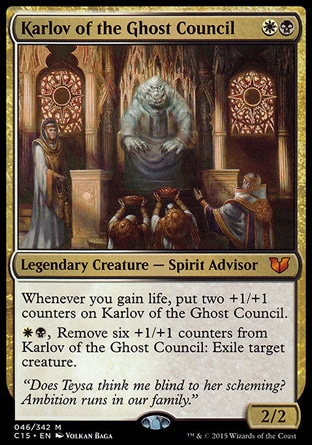 Karlov of the Ghost Council
Legendary Creature — Spirit Advisor
Whenever you gain life, put two +1/+1
counters on Karlov of the Ghost Council.
, Remove six +1/+1 counters from
Karlov of the Ghost Council: Exile target
creature.
"Does Teysa think me blind to her scheming?
Ambition runs in our family."
2/2
046/342 M
C15 • EN Volkan Baga
™ & © 2015 Wizards of the Coast